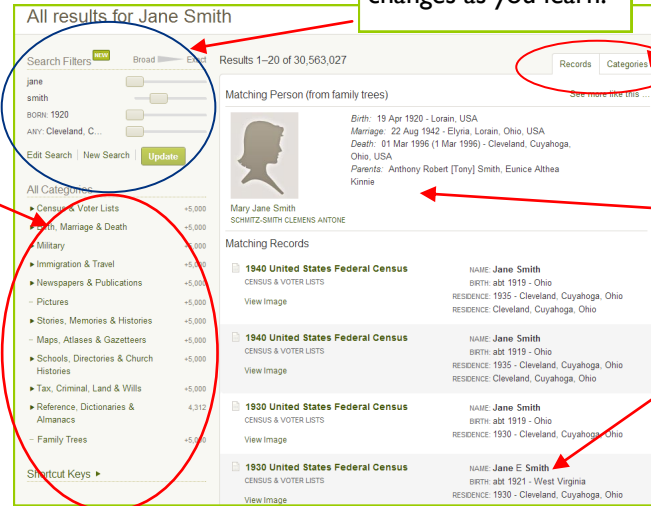 changes as you learn.
All results for Jane Smith
Search Filters NEW
Broad Exact
jane
smith
BORN: 1920
ANY: Cleveland, C...
Edit Search | New Search | Update
All Categories
Census & Voter Lists +5,000
Birth, Marriage & Death +5,000
Military +5,000
Immigration & Travel +5,000
Newspapers & Publications +5,000
Pictures +5,000
Stories, Memories & Histories +5,000
Maps, Atlases & Gazetteers +5,000
Schools, Directories & Church +5,000
Histories
Tax, Criminal, Land & Wills +5,000
Reference, Dictionaries & 4,312
Almanacs
Family Trees +5,000
Shortcut Keys
Results 1–20 of 30,563,027
Records Categories
Matching Person (from family trees) See more like this ...
Birth: 19 Apr 1920 - Lorain, USA
Marriage: 22 Aug 1942 - Elyria, Lorain, Ohio, USA
Death: 01 Mar 1996 (1 Mar 1996) - Cleveland, Cuyahoga,
Ohio, USA
Parents: Anthony Robert [Tony] Smith, Eunice Althea
Kinnie
Mary Jane Smith
SCHMITZ-SMITH CLEMENS ANTONE
Matching Records
1940 United States Federal Census
CENSUS & VOTER LISTS
View Image
NAME: Jane Smith
BIRTH: abt 1919 - Ohio
RESIDENCE: 1935 - Cleveland, Cuyahoga, Ohio
RESIDENCE: Cleveland, Cuyahoga, Ohio
1940 United States Federal Census
CENSUS & VOTER LISTS
View Image
NAME: Jane Smith
BIRTH: abt 1919 - Ohio
RESIDENCE: 1935 - Cleveland, Cuyahoga, Ohio
RESIDENCE: Cleveland, Cuyahoga, Ohio
1930 United States Federal Census
CENSUS & VOTER LISTS
View Image
NAME: Jane Smith
BIRTH: abt 1919 - Ohio
RESIDENCE: 1930 - Cleveland, Cuyahoga, Ohio
1930 United States Federal Census
CENSUS & VOTER LISTS
View Image
NAME: Jane E Smith
BIRTH: abt 1921 - West Virginia
RESIDENCE: 1930 - Cleveland, Cuyahoga, Ohio